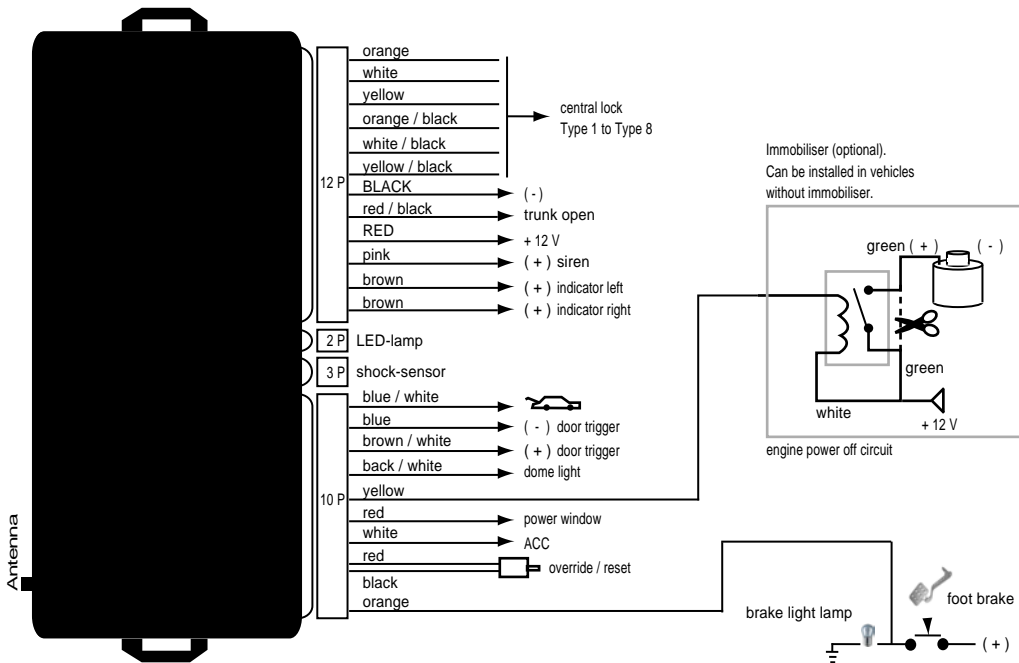 orange
white
yellow
orange / black
white / black
yellow / black
BLACK
red / black
RED
pink
brown
brown
12 P
central lock
Type 1 to Type 8
( - )
trunk open
+ 12 V
( + ) siren
( + ) indicator left
( + ) indicator right
2 P LED-lamp
3 P shock-sensor
blue / white
blue
brown / white
back / white
yellow
red
white
red
black
orange
10 P
( - ) door trigger
( + ) door trigger
dome light
power window
ACC
override / reset
Antenna
Immobiliser (optional).
Can be installed in vehicles
without immobiliser.
green ( + )
( - )
green
white
+ 12 V
engine power off circuit
foot brake
brake light lamp
( + )